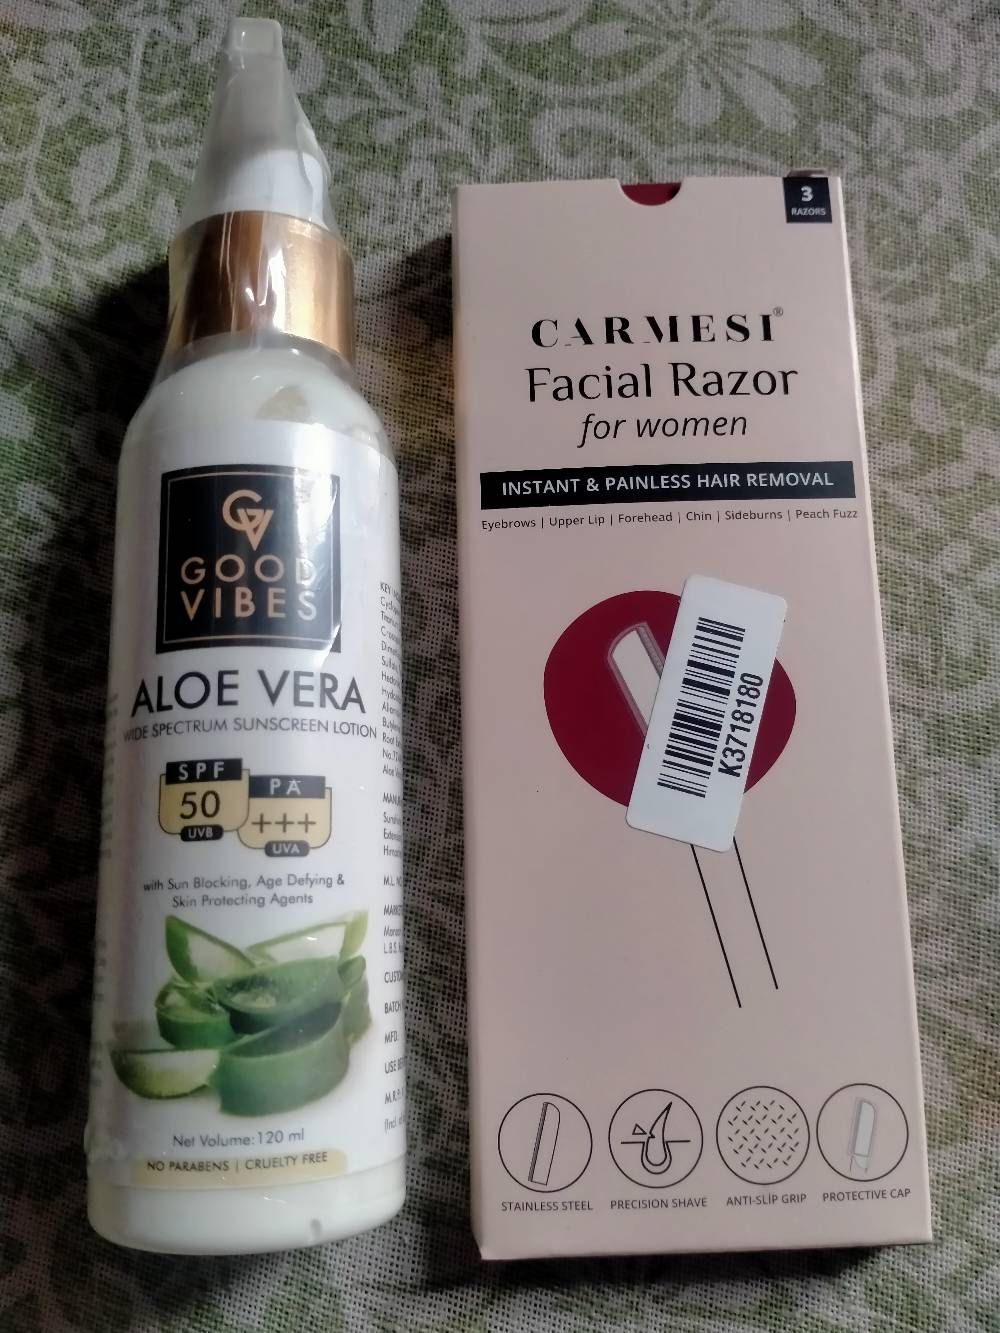 GV
GOOD
VIBES
ALOE VERA
WIDE SPECTRUM SUNSCREEN LOTION
SPF
50
UVB
PA
+++
UVA
with Sun Blocking, Age Defying &
Skin Protecting Agents
Net Volume: 120 ml
NO PARABENS | CRUELTY FREE
KEY
MFD.
3
RAZORS
CARMESI®
Facial Razor
for women
INSTANT & PAINLESS HAIR REMOVAL
Eyebrows | Upper Lip | Forehead | Chin | Sideburns | Peach Fuzz
K3718180
STAINLESS STEEL
PRECISION SHAVE
ANTI-SLIP GRIP
PROTECTIVE CAP